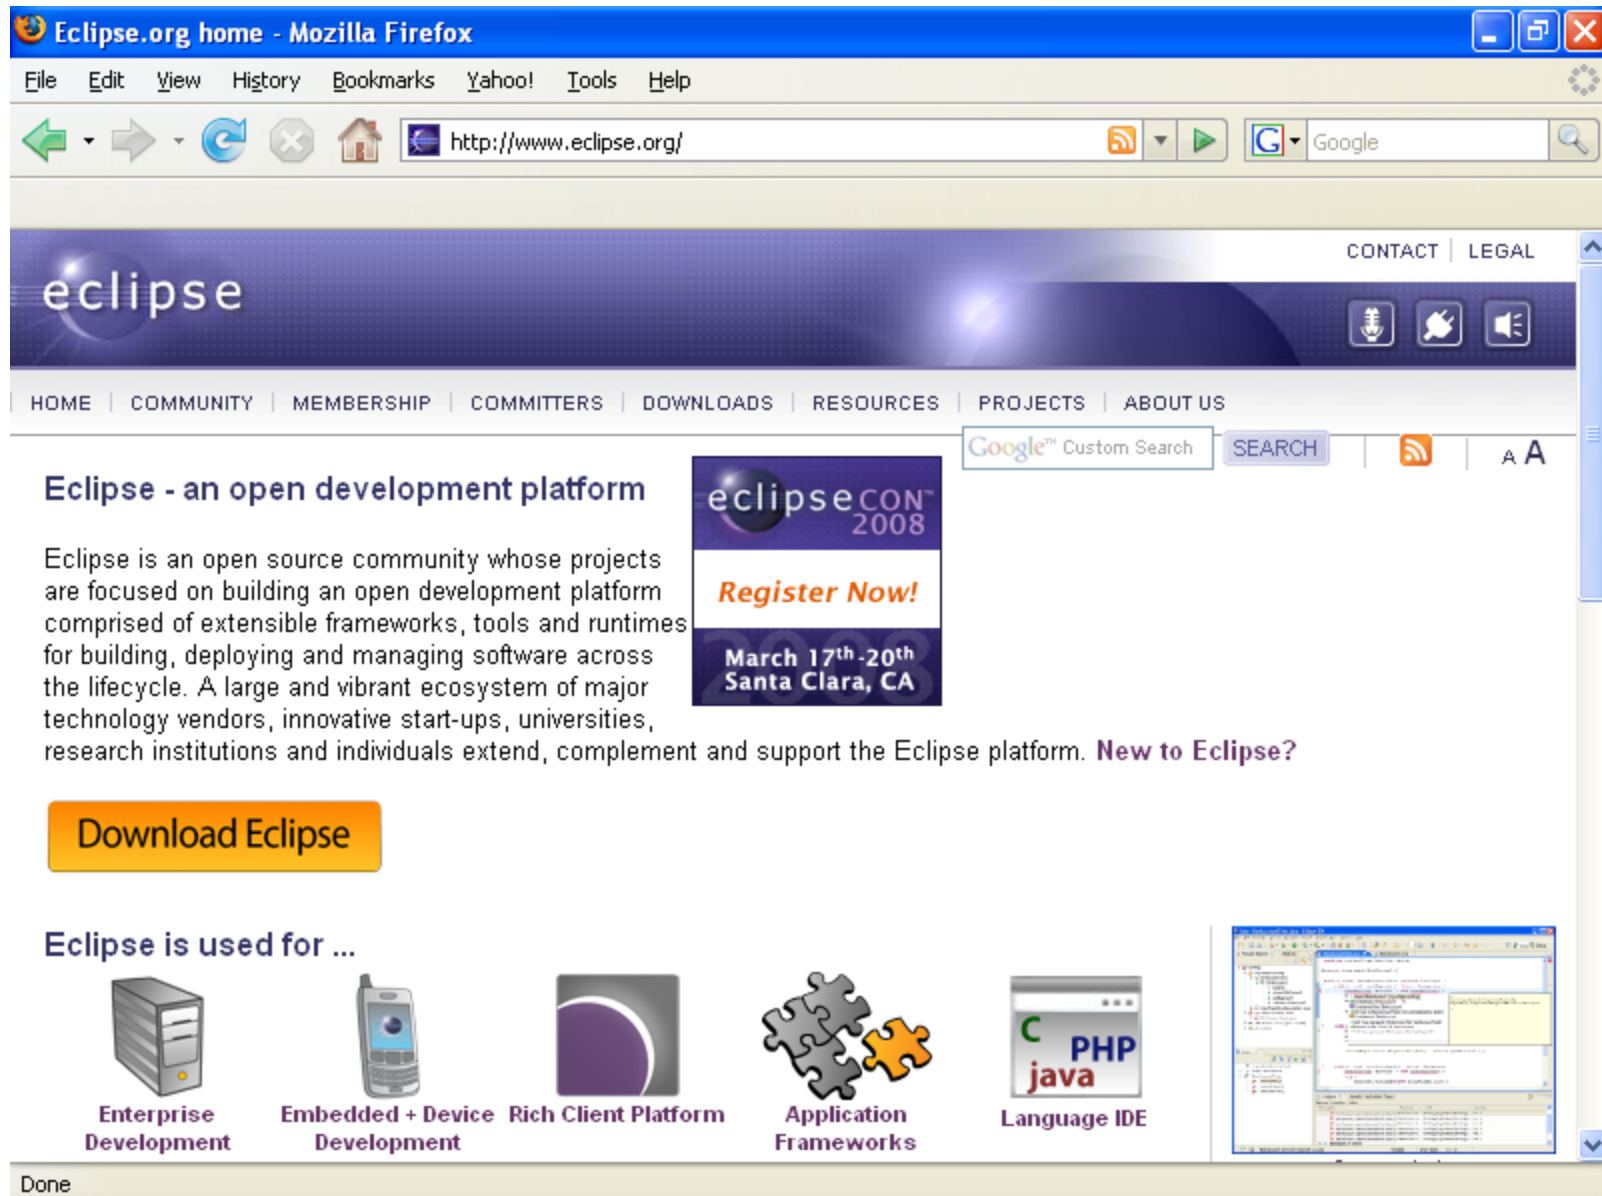 Eclipse.org home - Mozilla Firefox
File Edit View History Bookmarks Yahoo! Tools Help
http://www.eclipse.org/
G Google
CONTACT LEGAL
eclipse
HOME COMMUNITY MEMBERSHIP COMMITTERS DOWNLOADS RESOURCES PROJECTS ABOUT US
Google™ Custom Search SEARCH A A
Eclipse - an open development platform
Eclipse is an open source community whose projects
are focused on building an open development platform
comprised of extensible frameworks, tools and runtimes
for building, deploying and managing software across
the lifecycle. A large and vibrant ecosystem of major
technology vendors, innovative start-ups, universities,
research institutions and individuals extend, complement and support the Eclipse platform. New to Eclipse?
eclipseCON™
2008
Register Now!
2008
March 17th-20th
Santa Clara, CA
Download Eclipse
Eclipse is used for ...
C
PHP
java
Enterprise
Development
Embedded + Device
Development
Rich Client Platform
Application
Frameworks
Language IDE
Done